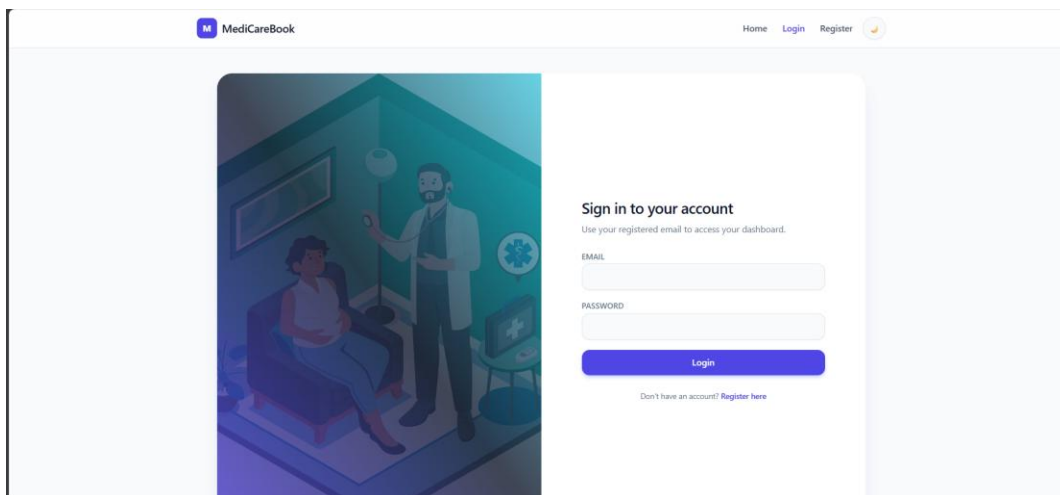 M MediCareBook Home Login Register
Sign in to your account
Use your registered email to access your dashboard.
EMAIL
PASSWORD
Login
Don't have an account? Register here